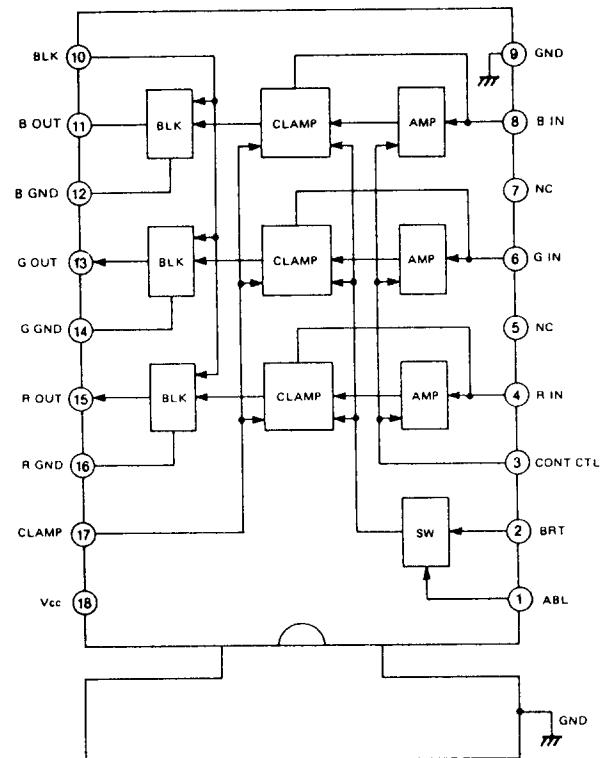 BLK 10 9 GND
B OUT 11 BLK CLAMP AMP 8 B IN
B GND 12 7 NC
G OUT 13 BLK CLAMP AMP 6 G IN
G GND 14 5 NC
R OUT 15 BLK CLAMP AMP 4 R IN
R GND 16 3 CONT CTL
CLAMP 17 SW 2 BRT
Vcc 18 1 ABL
GND